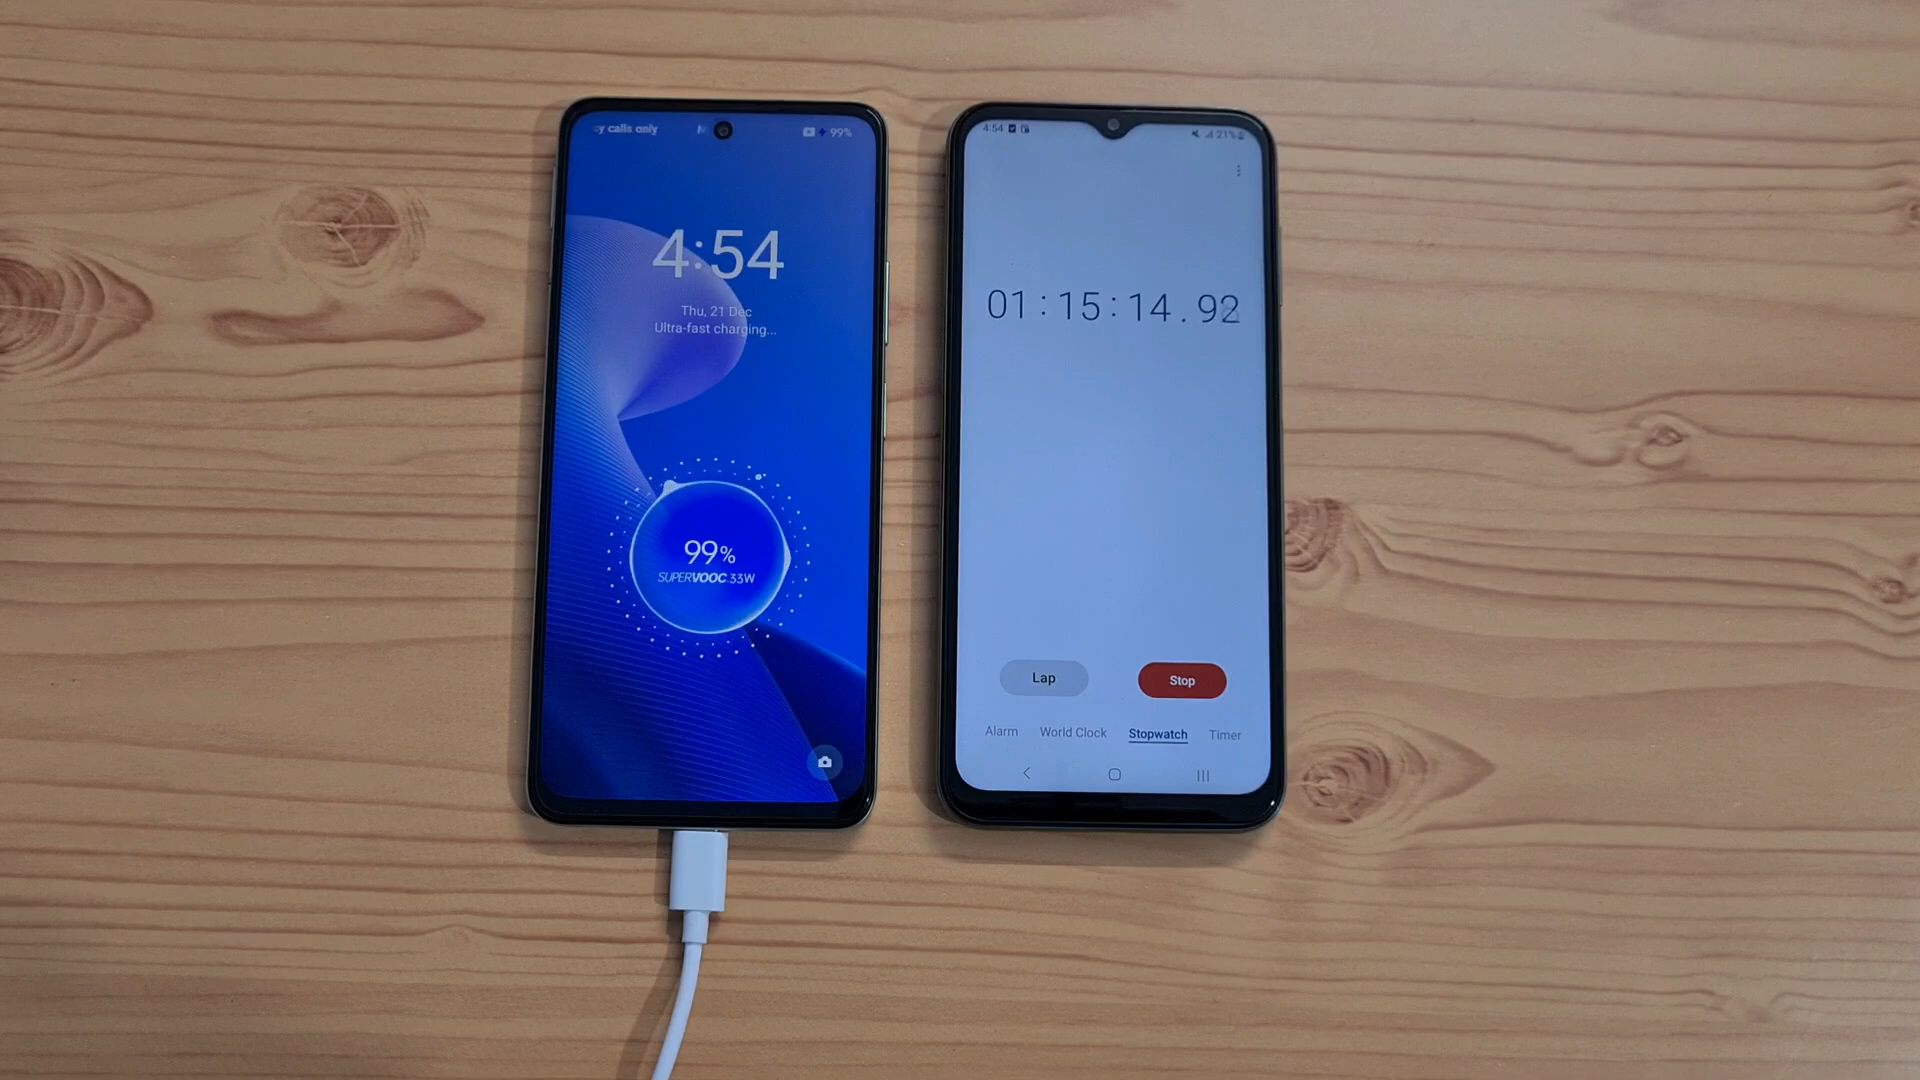 y calls only
99%
4:54
Thu, 21 Dec
Ultra-fast charging...
99%
SUPERVOOC 33W
4:54
21%
01:15:14.92
Lap
Stop
Alarm World Clock Stopwatch Timer